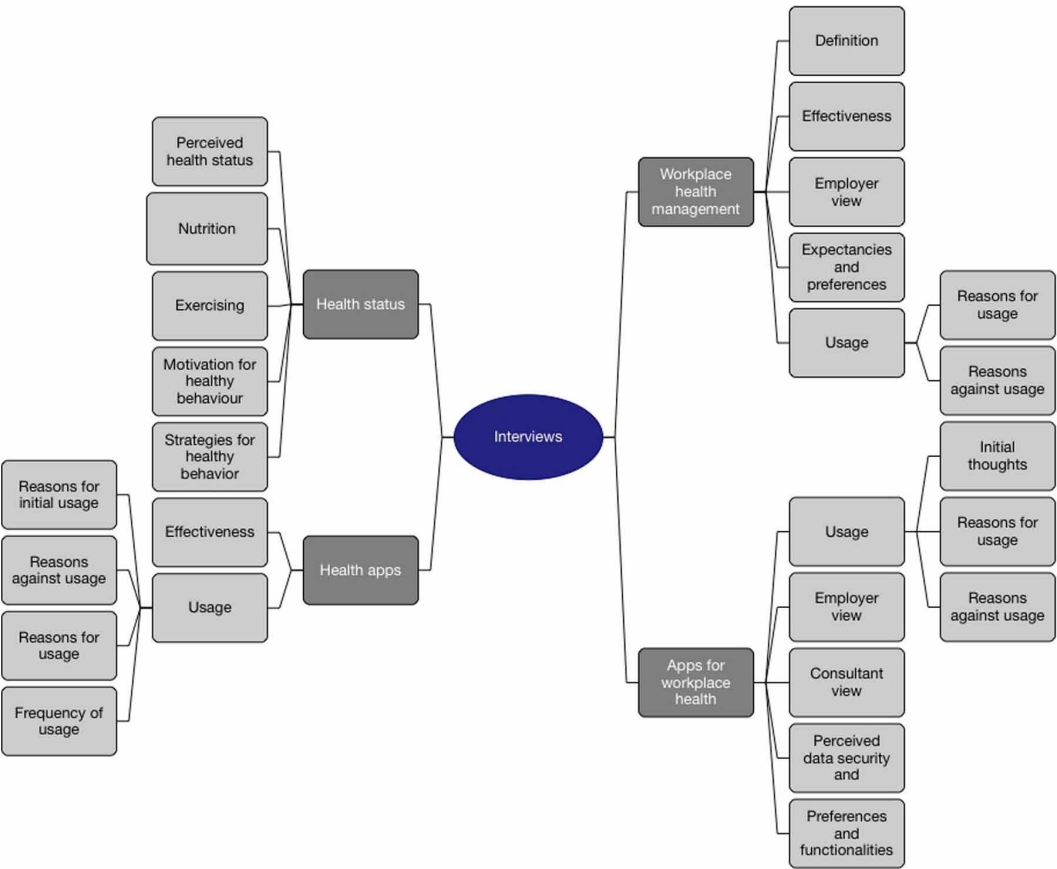 Interviews
Health status
Perceived
health status
Nutrition
Exercising
Motivation for
healthy
behaviour
Strategies for
healthy
behavior
Health apps
Effectiveness
Usage
Reasons for
initial usage
Reasons
against usage
Reasons for
usage
Frequency of
usage
Workplace
health
management
Definition
Effectiveness
Employer
view
Expectancies
and
preferences
Usage
Reasons for
usage
Reasons
against usage
Apps for
workplace
health
Usage
Initial
thoughts
Reasons for
usage
Reasons
against usage
Employer
view
Consultant
view
Perceived
data security
and
Preferences
and
functionalities